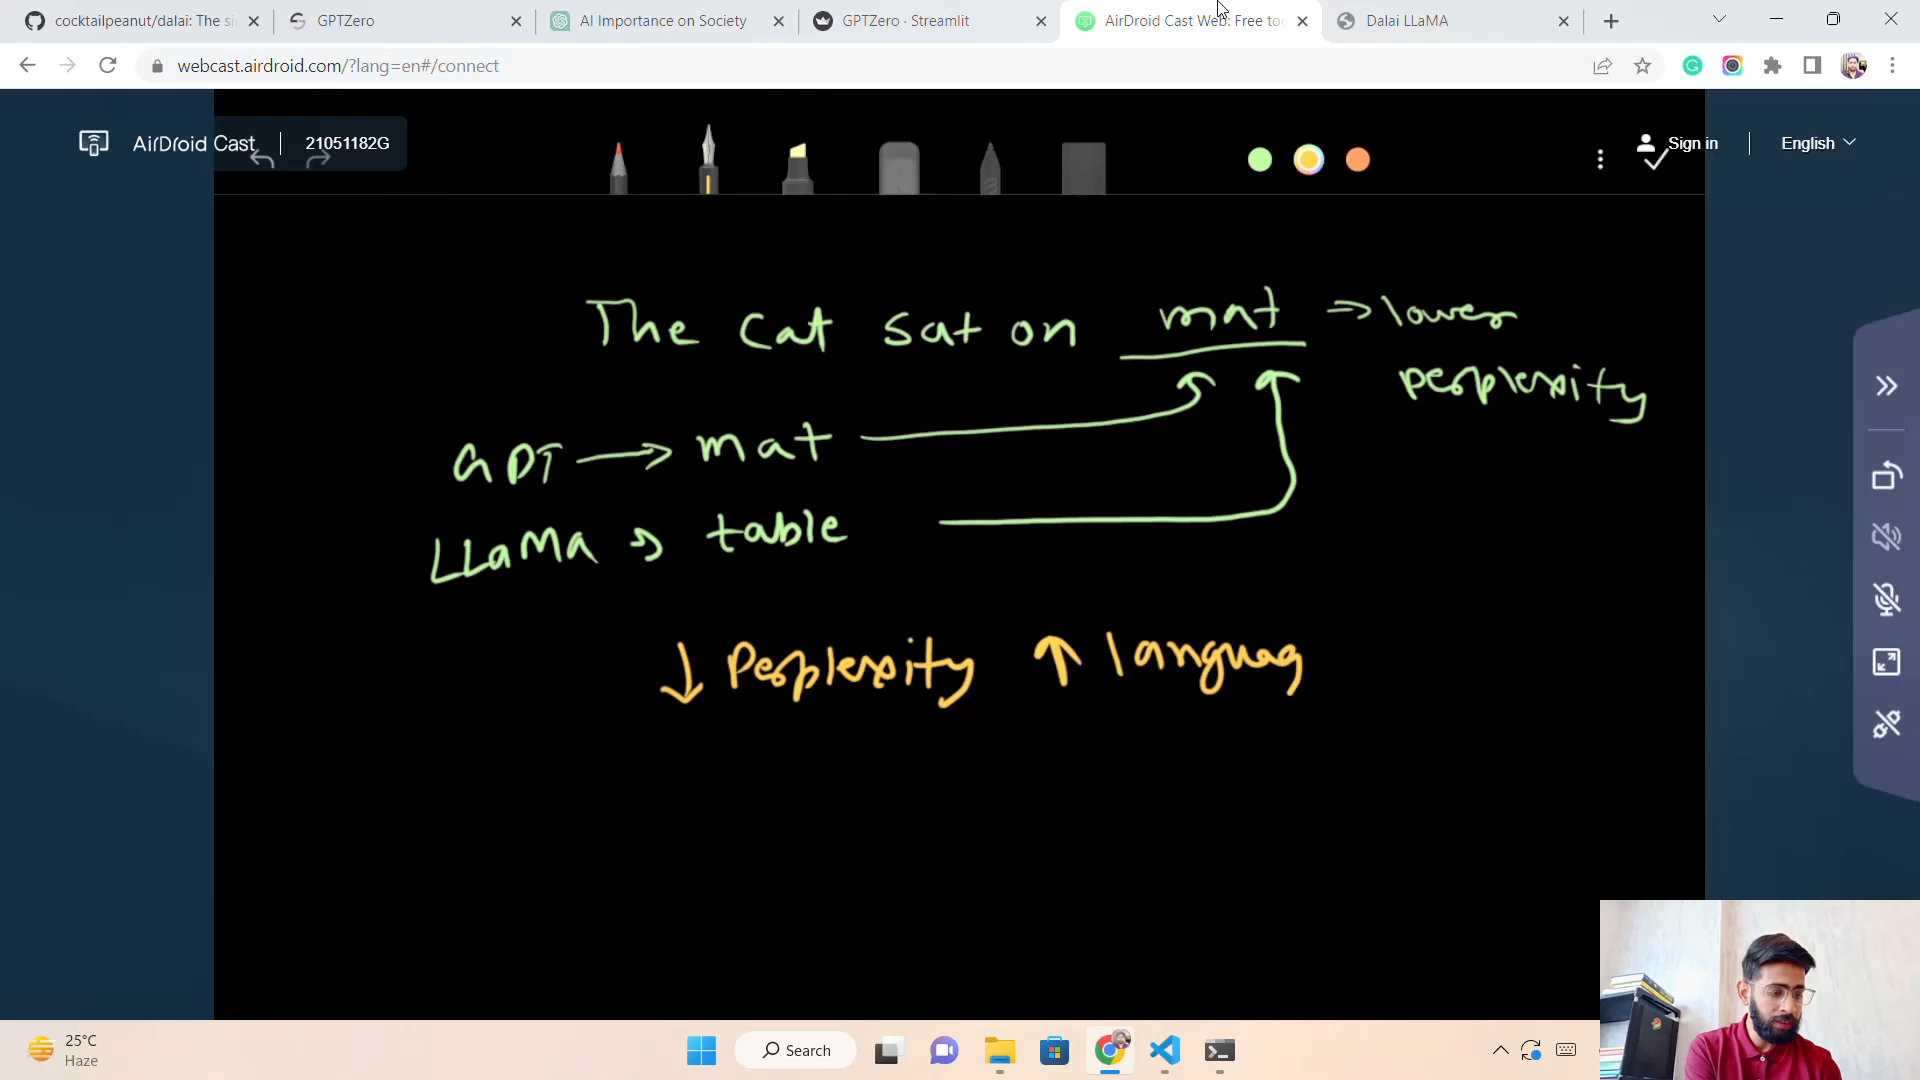 cocktailpeanut/dalai: The si
GPTZero
AI Importance on Society
GPTZero · Streamlit
AirDroid Cast Web: Free too
Dalai LLaMA
webcast.airdroid.com/?lang=en#/connect
AirDroid Cast
21051182G
Sign in
English
The Cat Sat on mat → lower
perplexity
GPT → mat
LLaMA → table
↓ Perplexity ↑ languag
25°C
Haze
Search